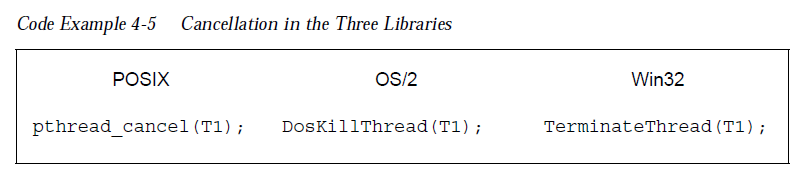 Code Example 4-5 Cancellation in the Three Libraries
POSIX OS/2 Win32
pthread_cancel(T1); DosKillThread(T1); TerminateThread(T1);